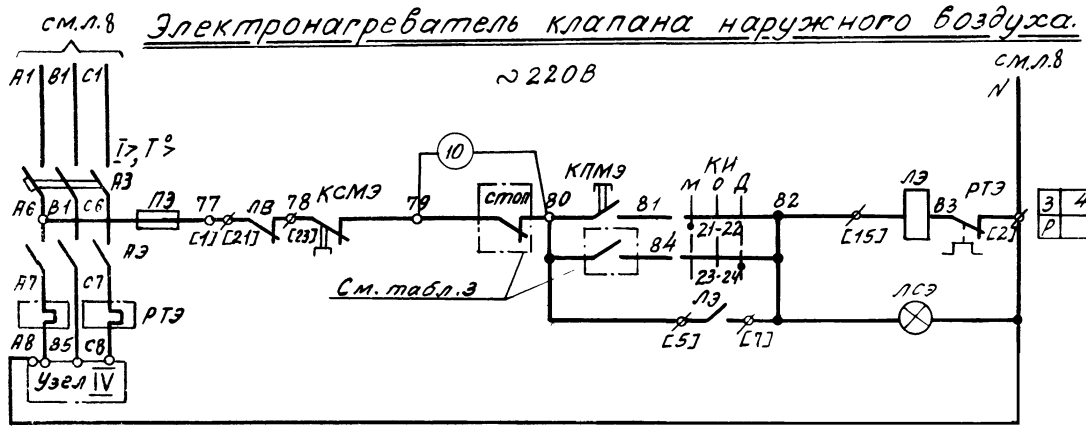 см.л.8
Электронагреватель клапана наружного воздуха.
см.л.8
А1 В1 С1
~220В
N
I>, T°>
АЗ
10
КПМЭ
КИ
М О Д
ЛЭ
РТЭ
3 4
Р
А6 В1 С6
ПЭ
77
ЛВ
78
КСМЭ
79
СТОП
80
81
82
83
[1] [21]
[23]
21-22
[15]
[2]
АЭ
84
А7 С7
См. табл.3
23-24
ЛЭ
ЛСЭ
РТЭ
[5]
[7]
А8 В5 С8
Узел IV